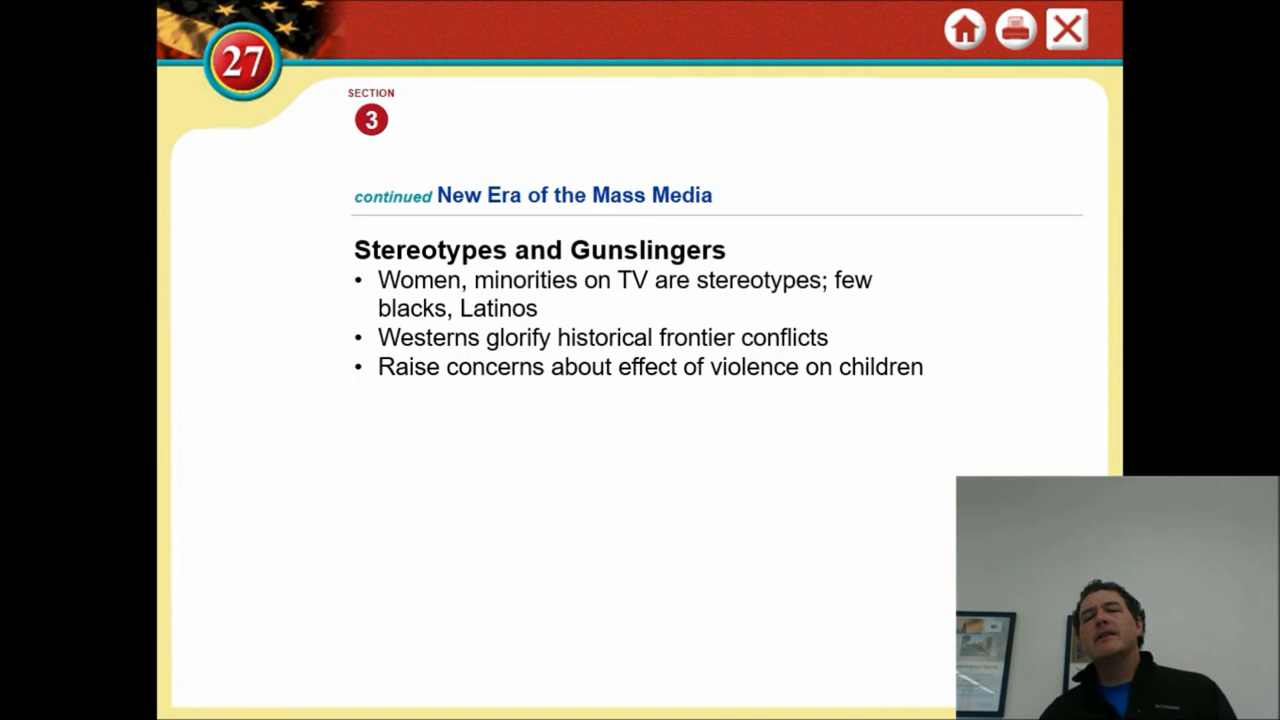 27
SECTION
3
continued New Era of the Mass Media
Stereotypes and Gunslingers
• Women, minorities on TV are stereotypes; few
blacks, Latinos
• Westerns glorify historical frontier conflicts
• Raise concerns about effect of violence on children